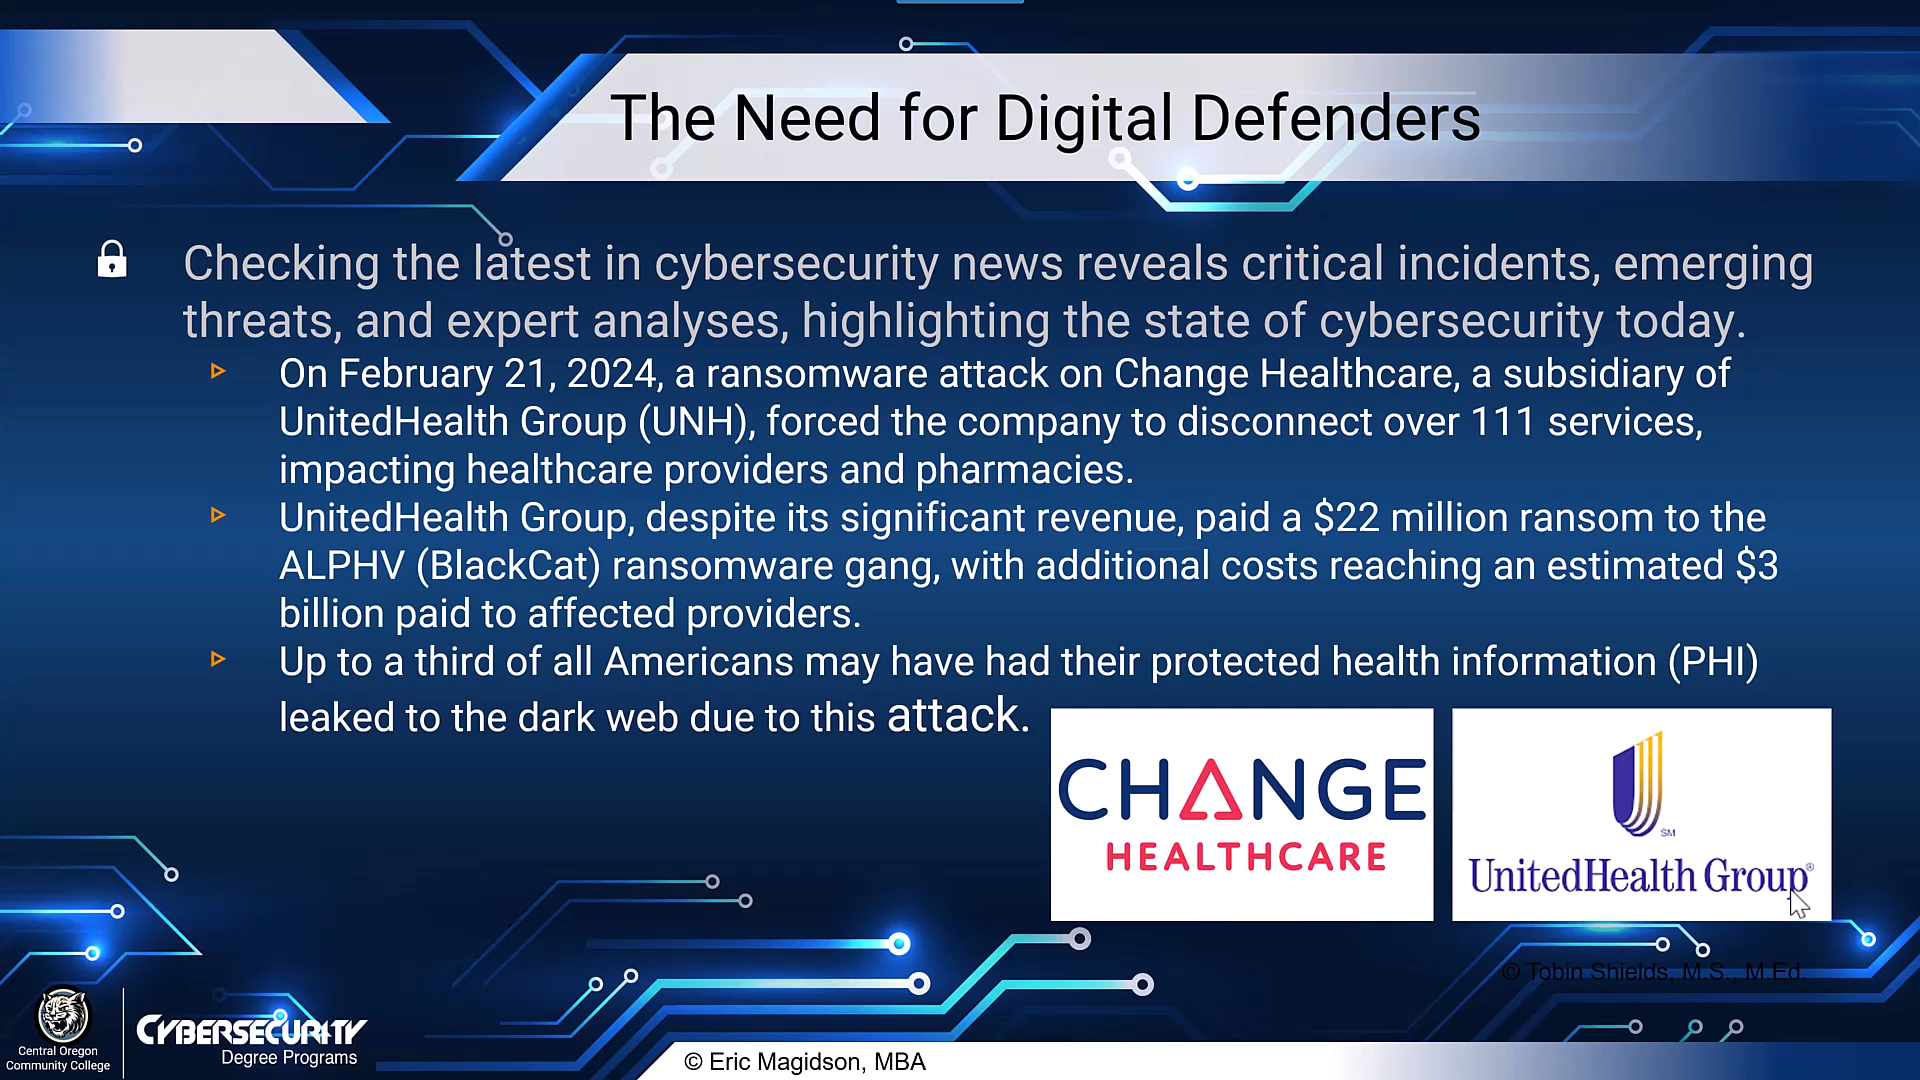 The Need for Digital Defenders
Checking the latest in cybersecurity news reveals critical incidents, emerging
threats, and expert analyses, highlighting the state of cybersecurity today.
On February 21, 2024, a ransomware attack on Change Healthcare, a subsidiary of
UnitedHealth Group (UNH), forced the company to disconnect over 111 services,
impacting healthcare providers and pharmacies.
UnitedHealth Group, despite its significant revenue, paid a $22 million ransom to the
ALPHV (BlackCat) ransomware gang, with additional costs reaching an estimated $3
billion paid to affected providers.
Up to a third of all Americans may have had their protected health information (PHI)
leaked to the dark web due to this attack.
CHANGE
HEALTHCARE
SM
UnitedHealth Group®
© Tobin Shields, M.S., M.Ed.
Central Oregon
Community College
CYBERSECURITY
Degree Programs
© Eric Magidson, MBA